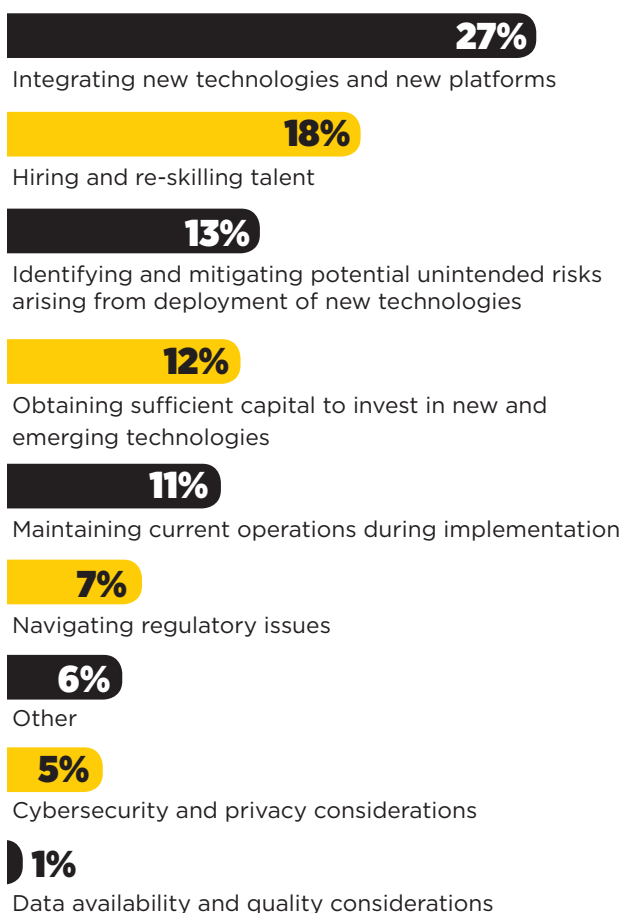 27%
Integrating new technologies and new platforms
18%
Hiring and re-skilling talent
13%
Identifying and mitigating potential unintended risks
arising from deployment of new technologies
12%
Obtaining sufficient capital to invest in new and
emerging technologies
11%
Maintaining current operations during implementation
7%
Navigating regulatory issues
6%
Other
5%
Cybersecurity and privacy considerations
1%
Data availability and quality considerations